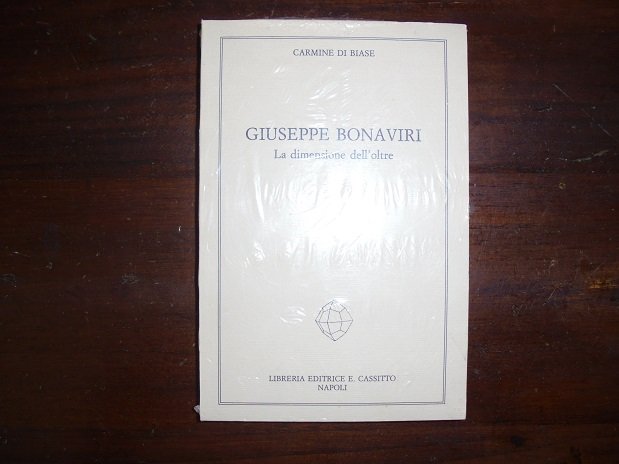 CARMINE DI BIASE
GIUSEPPE BONAVIRI
La dimensione dell'oltre
LIBRERIA EDITRICE E. CASSITTO
NAPOLI